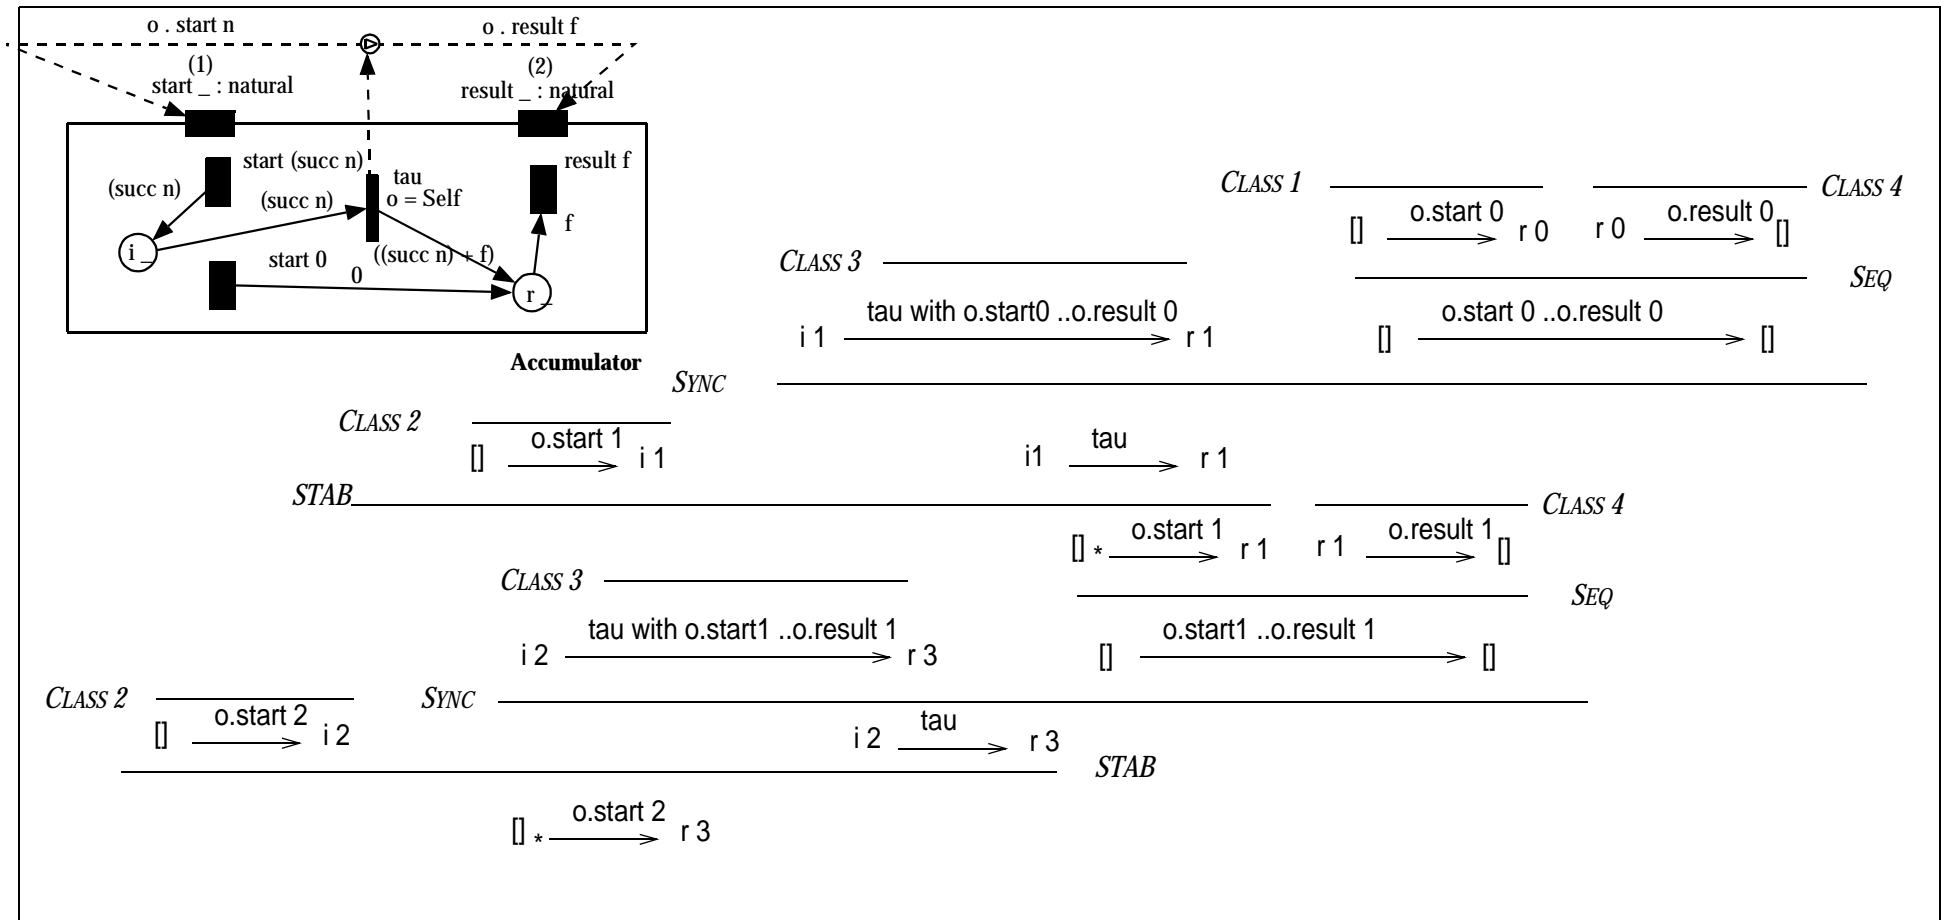 o . start n
o . result f
(1)
(2)
start _ : natural
result _ : natural
start (succ n)
result f
(succ n)
(succ n)
tau
o = Self
f
i _
start 0
((succ n) + f)
0
r _
Accumulator
CLASS 1
CLASS 4
[] o.start 0 r 0
r 0 o.result 0 []
CLASS 3
SEQ
i 1 tau with o.start0 ..o.result 0 r 1
[] o.start 0 ..o.result 0 []
SYNC
CLASS 2
[] o.start 1 i 1
i1 tau r 1
STAB
CLASS 4
[] * o.start 1 r 1
r 1 o.result 1 []
CLASS 3
SEQ
i 2 tau with o.start1 ..o.result 1 r 3
[] o.start1 ..o.result 1 []
CLASS 2
SYNC
[] o.start 2 i 2
i 2 tau r 3
STAB
[] * o.start 2 r 3